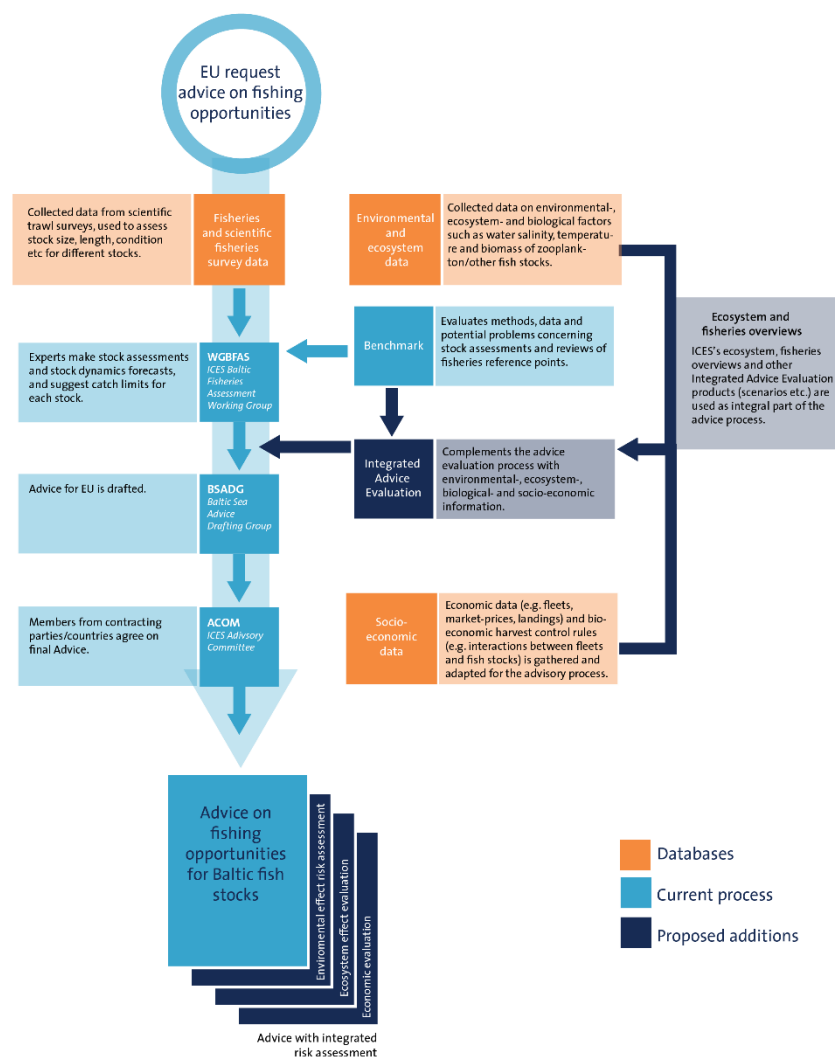 EU request
advice on fishing
opportunities
Collected data from scientific
trawl surveys, used to assess
stock size, length, condition
etc for different stocks.
Fisheries
and scientific
fisheries
survey data
Environmental
and ecosystem
data
Collected data on environmental-,
ecosystem- and biological factors
such as water salinity, temperatu-
re and biomass of zooplank-
ton/other fish stocks.
Experts make stock assessments
and stock dynamics forecasts,
and suggest catch limits for
each stock.
WGBFAS
ICES Baltic
Fisheries
Assessment
Working Group
Benchmark
Evaluates methods, data and
potential problems concerning
stock assessments and reviews of
fisheries reference points.
Ecosystem and
fisheries overviews
ICES's ecosystem, fisheries
overviews and other
Integrated Advice Evaluation
products (scenarios etc.) are
used as integral part of the
advice process.
Integrated
Advice
Evaluation
Complements the advice
evaluation process with
environmental-, ecosystem-,
biological- and socio-economic
information.
Advice for EU is drafted.
BSADG
Baltic Sea
Advice
Drafting Group
Members from contracting
parties/countries agree on
final Advice.
ACOM
ICES Adivsory
Committee
Socio-
economic
data
Economic data (e.g. fleets,
market-prices, landings) and bio-
economic harvest control rules
(e.g. interactions between fleets
and fish stocks) is gathered and
adapted for the advisory process.
Advice on
fishing
opportunities
for Baltic fish
stocks
Enviromental effect risk assessment
Ecosystem effect evaluation
Economic evaluation
Advice with integrated
risk assessment
Databases
Current process
Proposed additions